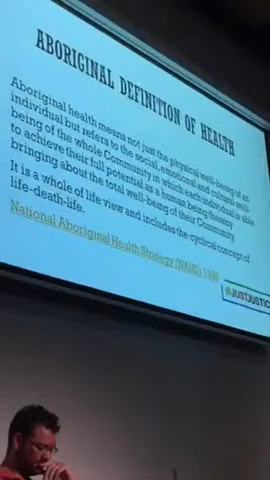 ABORIGINAL DEFINITION OF HEALTH
Aboriginal health means not just the physical well-being of an
individual but refers to the social, emotional and cultural well-
being of the whole Community in which each individual is able
to achieve their full potential as a human being thereby
bringing about the total well-being of their Community.
It is a whole of life view and includes the cyclical concept of
life-death-life.
National Aboriginal Health Strategy (NAHS) 1989
#JUSTJUSTIC